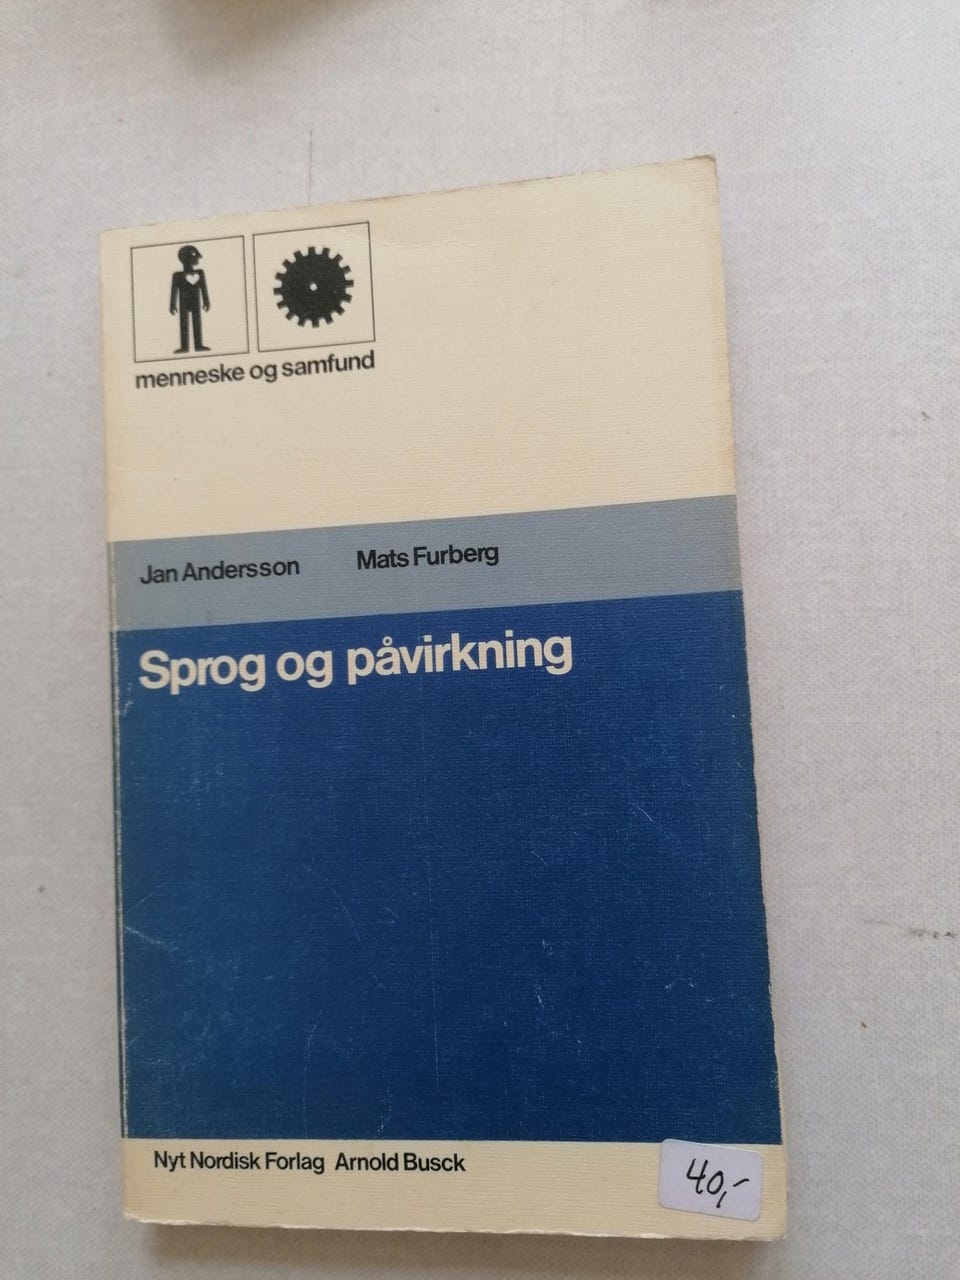 menneske og samfund
Jan Andersson Mats Furberg
Sprog og påvirkning
Nyt Nordisk Forlag Arnold Busck
40,-